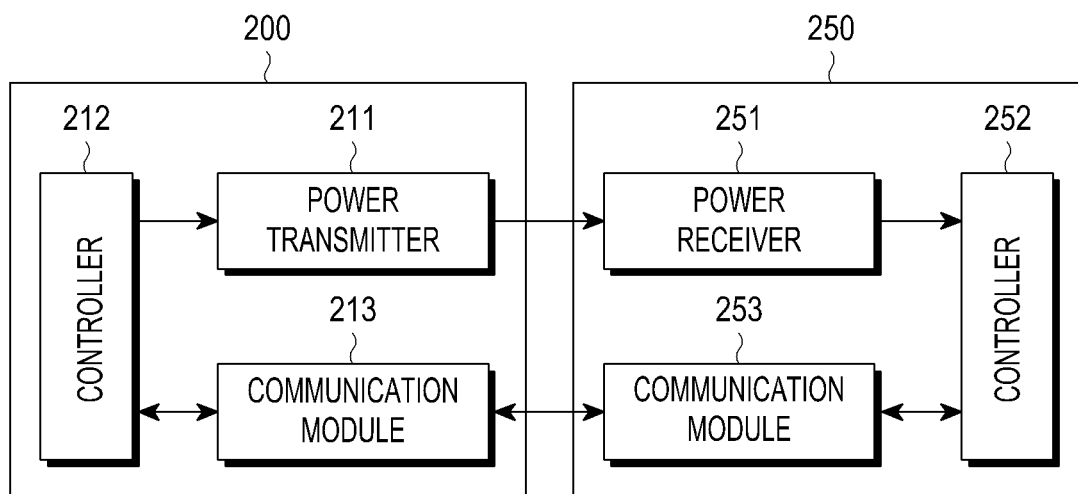 200
250
212
211
251
252
POWER
TRANSMITTER
POWER
RECEIVER
CONTROLLER
CONTROLLER
213
253
COMMUNICATION
MODULE
COMMUNICATION
MODULE